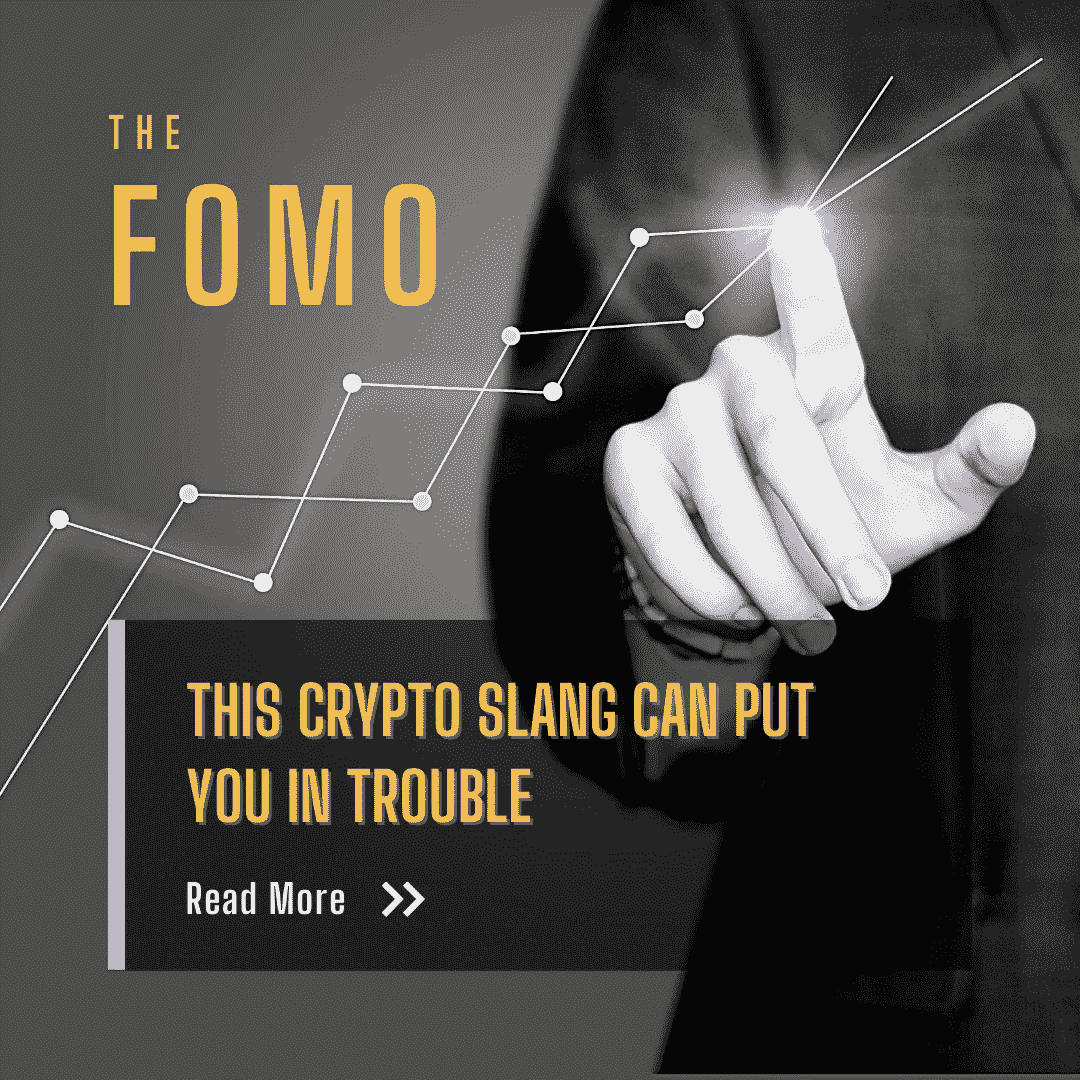 THE
FOMO
THIS CRYPTO SLANG CAN PUT
YOU IN TROUBLE
Read More